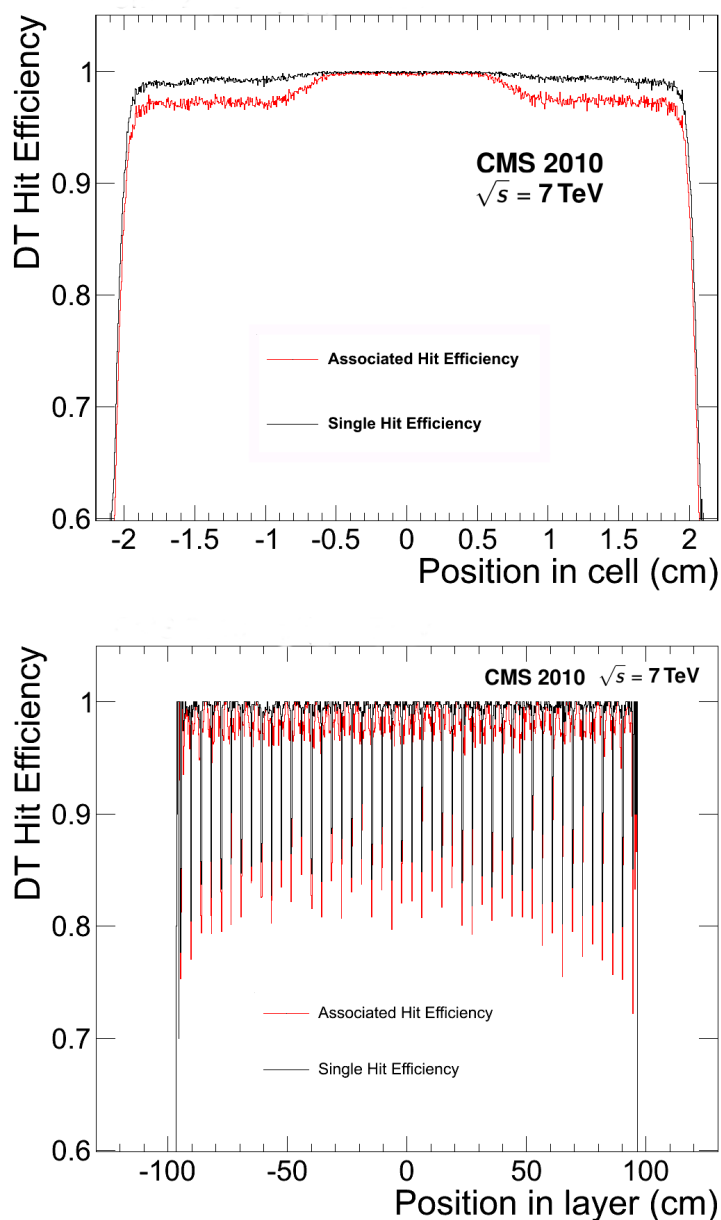 DT Hit Efficiency
1
0.9
0.8
0.7
0.6
CMS 2010
√s = 7 TeV
Associated Hit Efficiency
Single Hit Efficiency
-2 -1.5 -1 -0.5 0 0.5 1 1.5 2
Position in cell (cm)
DT Hit Efficiency
1
0.9
0.8
0.7
0.6
CMS 2010 √s = 7 TeV
Associated Hit Efficiency
Single Hit Efficiency
-100 -50 0 50 100
Position in layer (cm)